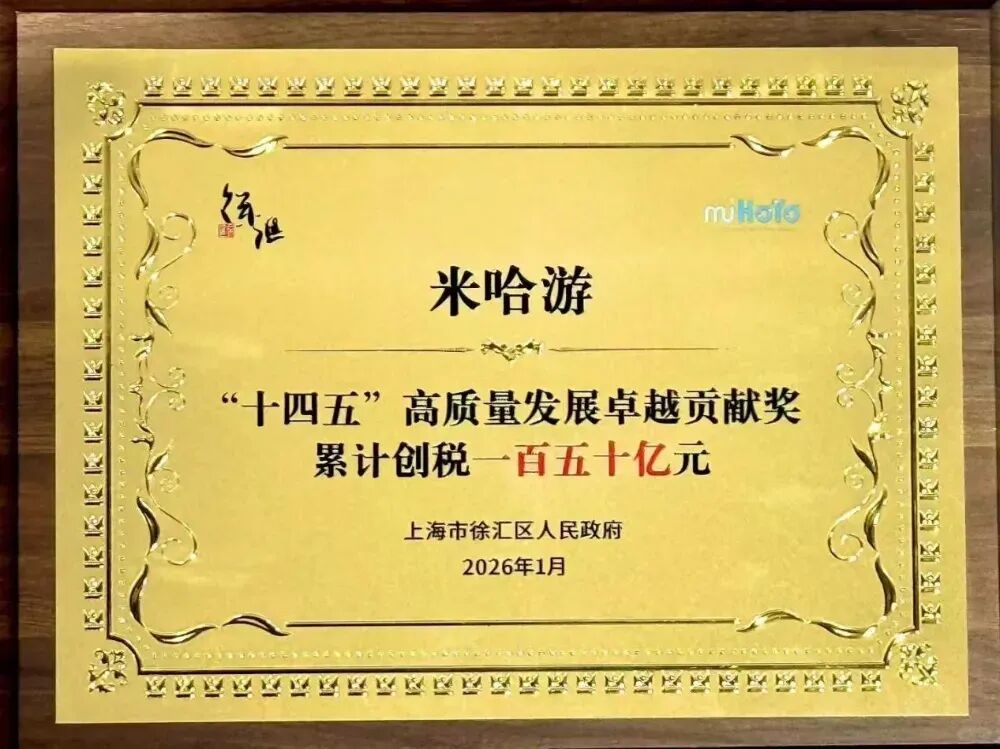 徐汇
miHoYo
米哈游
“十四五”高质量发展卓越贡献奖
累计创税一百五十亿元
上海市徐汇区人民政府
2026年1月